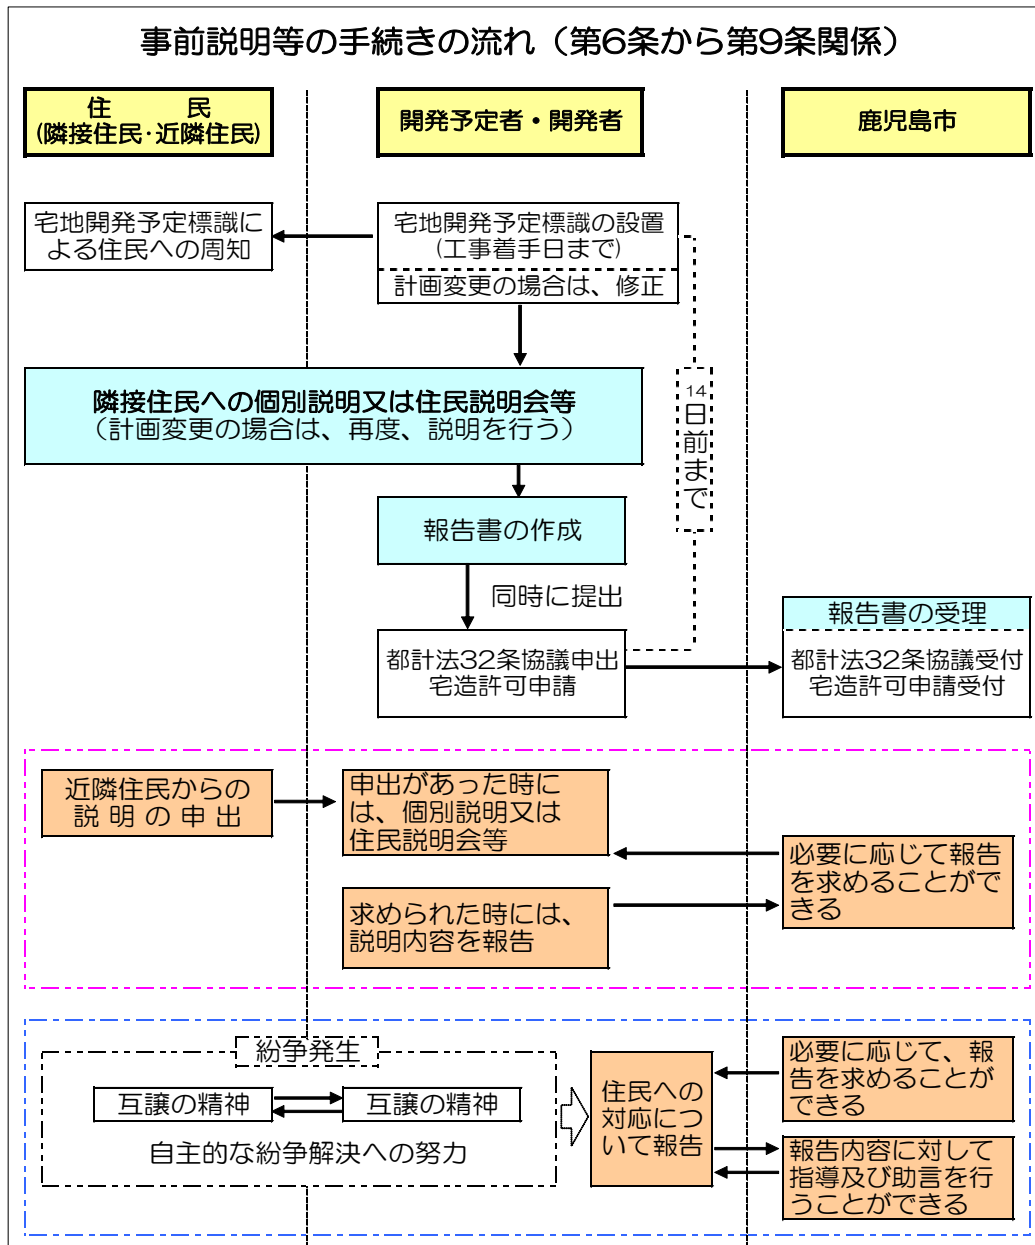 事前説明等の手続きの流れ（第6条から第9条関係）
住　　　民
(隣接住民・近隣住民)
開発予定者・開発者
鹿児島市
宅地開発予定標識に
よる住民への周知
宅地開発予定標識の設置
(工事着手日まで)
計画変更の場合は、修正
14日前まで
隣接住民への個別説明又は住民説明会等
（計画変更の場合は、再度、説明を行う）
報告書の作成
同時に提出
都計法32条協議申出
宅造許可申請
報告書の受理
都計法32条協議受付
宅造許可申請受付
近隣住民からの
説 明 の 申 出
申出があった時に
は、個別説明又は
住民説明会等
必要に応じて報告
を求めることがで
きる
求められた時には、
説明内容を報告
紛争発生
互譲の精神
互譲の精神
自主的な紛争解決への努力
住民への
対応につ
いて報告
必要に応じて、報
告を求めることが
できる
報告内容に対して
指導及び助言を行
うことができる